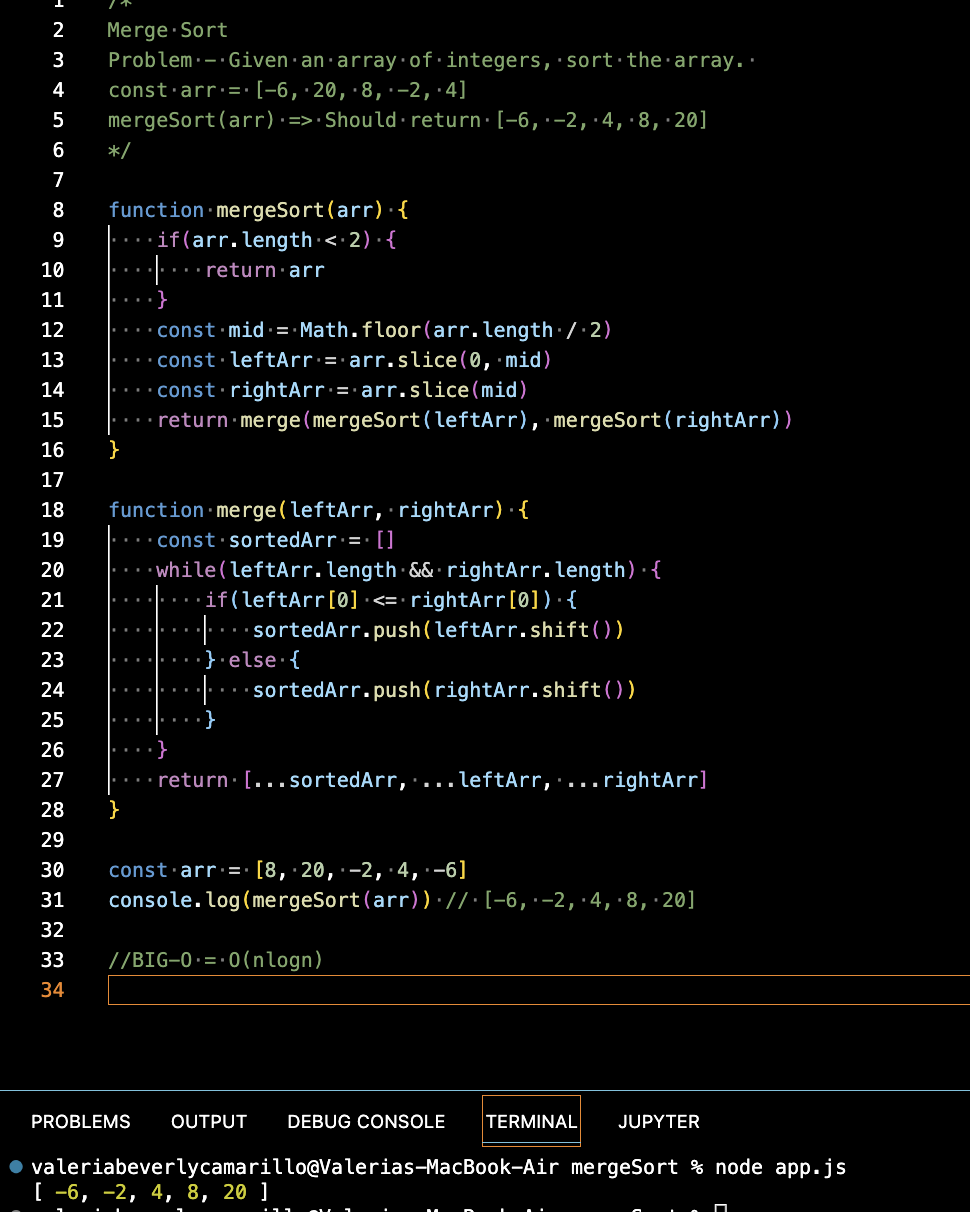 1 /*
2 Merge Sort
3 Problem - Given an array of integers, sort the array.
4 const arr = [-6, 20, 8, -2, 4]
5 mergeSort(arr) => Should return [-6, -2, 4, 8, 20]
6 */
7
8 function mergeSort(arr) {
9     if(arr.length < 2) {
10         return arr
11     }
12     const mid = Math.floor(arr.length / 2)
13     const leftArr = arr.slice(0, mid)
14     const rightArr = arr.slice(mid)
15     return merge(mergeSort(leftArr), mergeSort(rightArr))
16 }
17
18 function merge(leftArr, rightArr) {
19     const sortedArr = []
20     while(leftArr.length && rightArr.length) {
21         if(leftArr[0] <= rightArr[0]) {
22             sortedArr.push(leftArr.shift())
23         } else {
24             sortedArr.push(rightArr.shift())
25         }
26     }
27     return [...sortedArr, ...leftArr, ...rightArr]
28 }
29
30 const arr = [8, 20, -2, 4, -6]
31 console.log(mergeSort(arr)) // [-6, -2, 4, 8, 20]
32
33 //BIG-O = O(nlogn)
34
PROBLEMS OUTPUT DEBUG CONSOLE TERMINAL JUPYTER
valeriabeverlycamarillo@Valerias-MacBook-Air mergeSort % node app.js
[ -6, -2, 4, 8, 20 ]